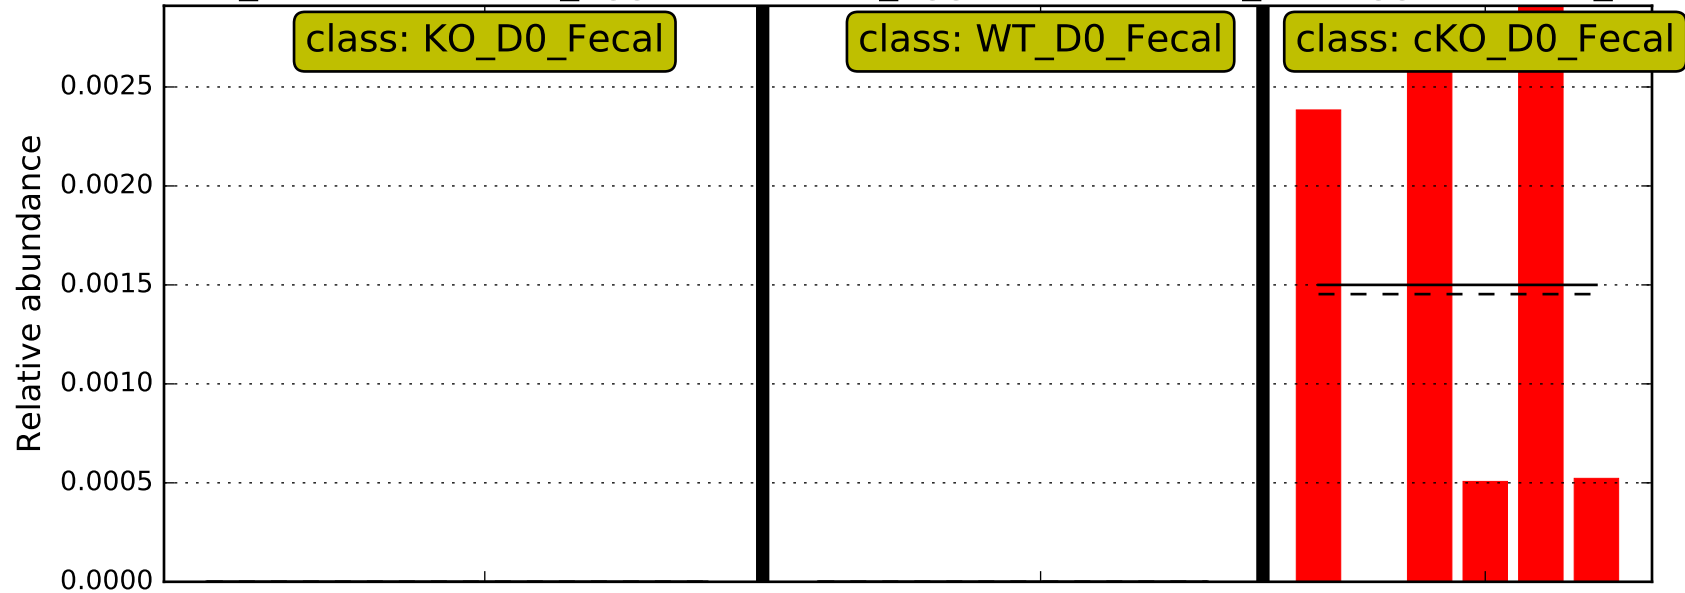 class: KO_D0_Fecal
class: WT_D0_Fecal
class: cKO_D0_Fecal
0.0025
0.0020
0.0015
0.0010
0.0005
0.0000
Relative abundance